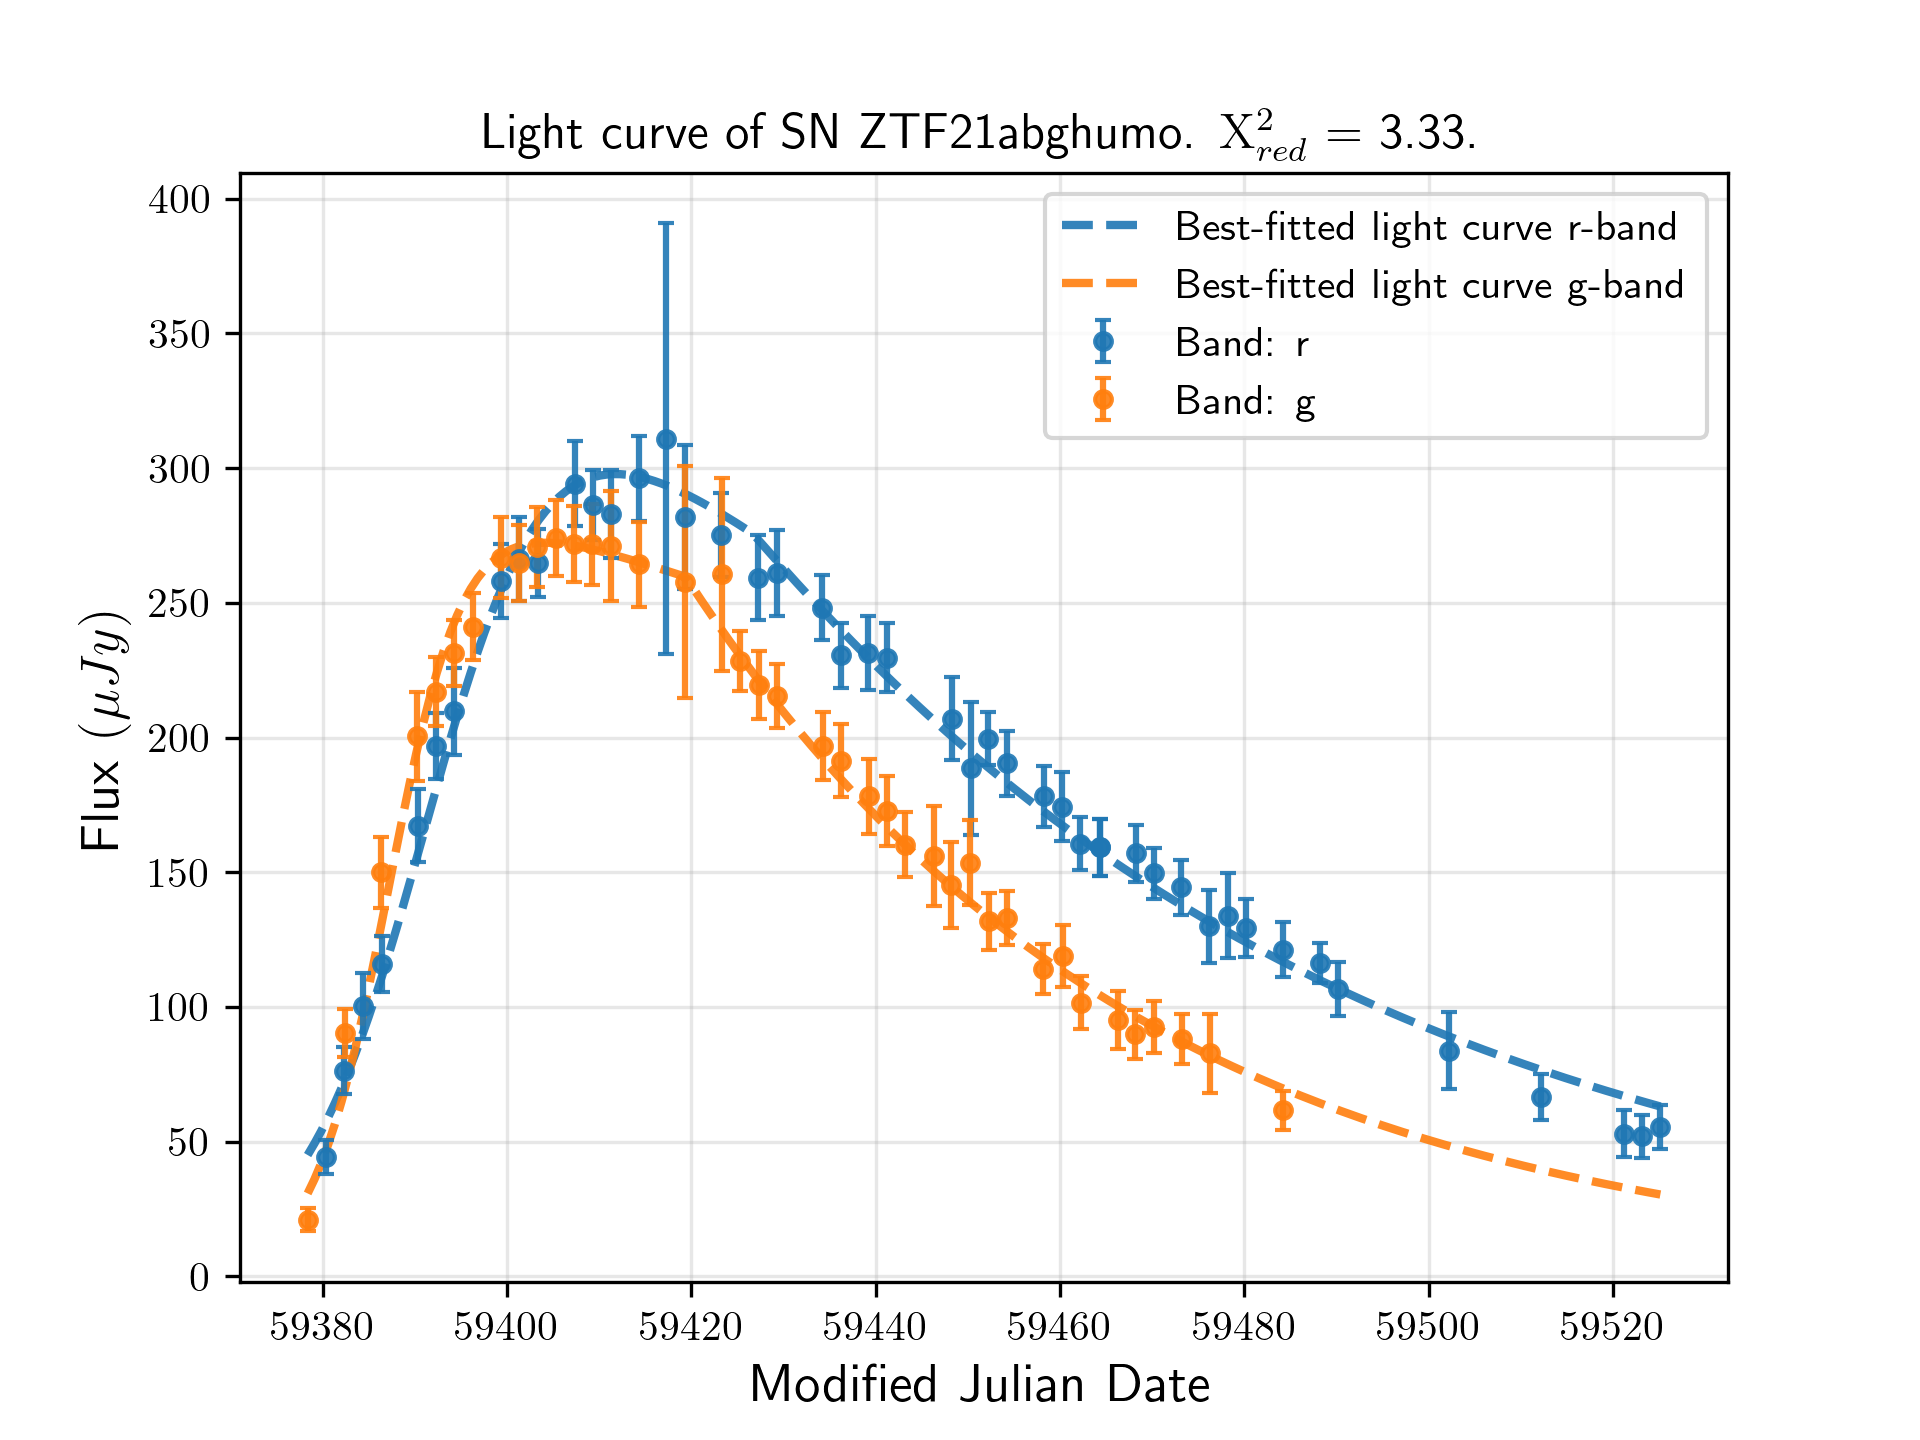 Light curve of SN ZTF21abghumo. X²_red = 3.33.
400
350
300
250
200
150
100
50
0
Flux (μJy)
Best-fitted light curve r-band
Best-fitted light curve g-band
Band: r
Band: g
59380 59400 59420 59440 59460 59480 59500 59520
Modified Julian Date